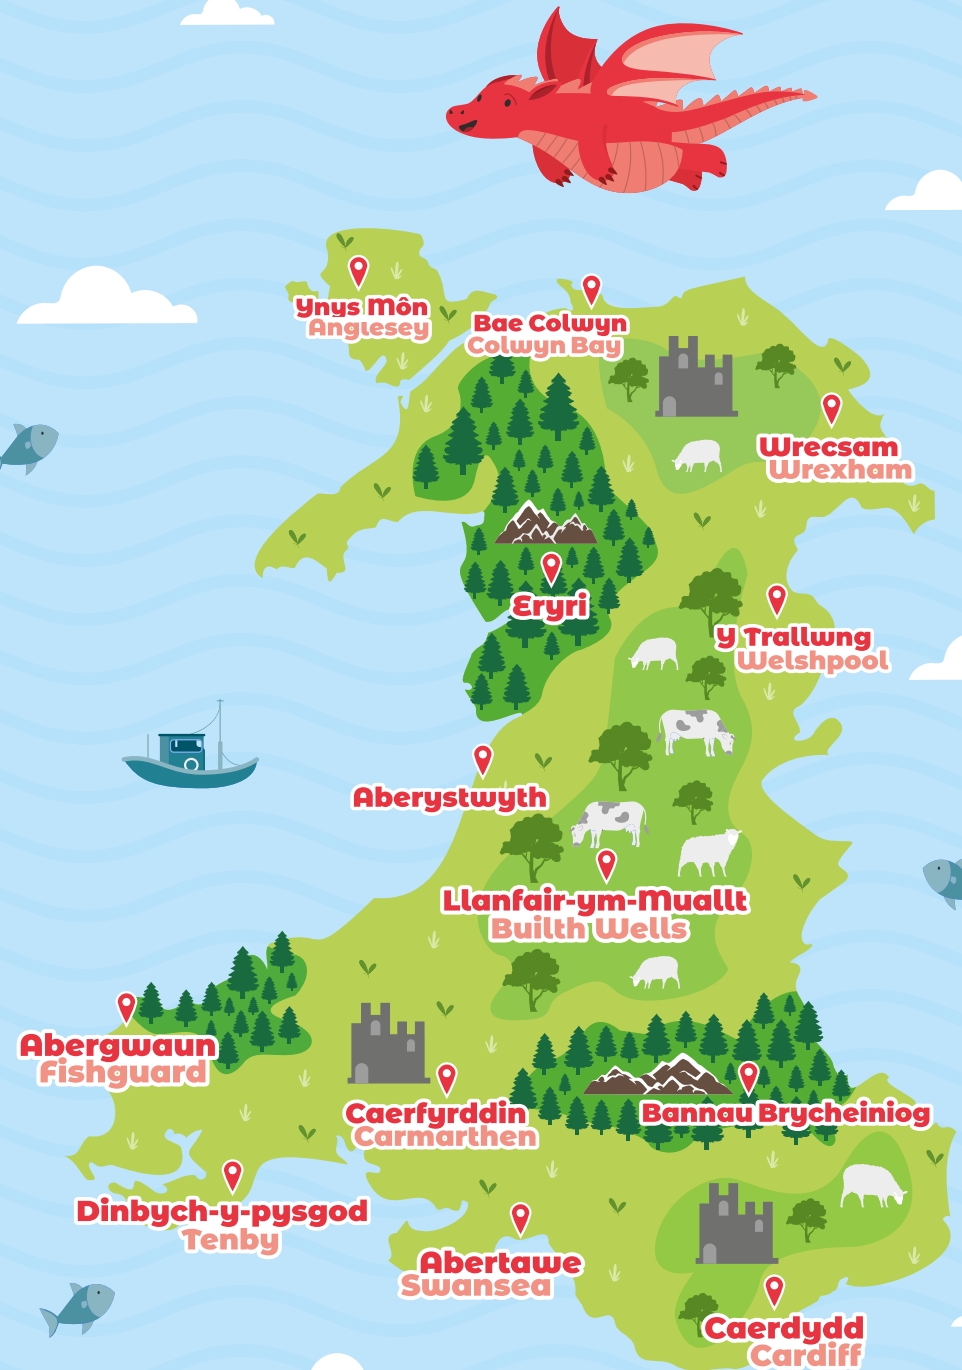 Ynys Môn
Anglesey
Bae Colwyn
Colwyn Bay
Wrecsam
Wrexham
Eryri
Y Trallwng
Welshpool
Aberystwyth
Llanfair-ym-Muallt
Builth Wells
Abergwaun
Fishguard
Caerfyrddin
Carmarthen
Bannau Brycheiniog
Dinbych-y-pysgod
Tenby
Abertawe
Swansea
Caerdydd
Cardiff